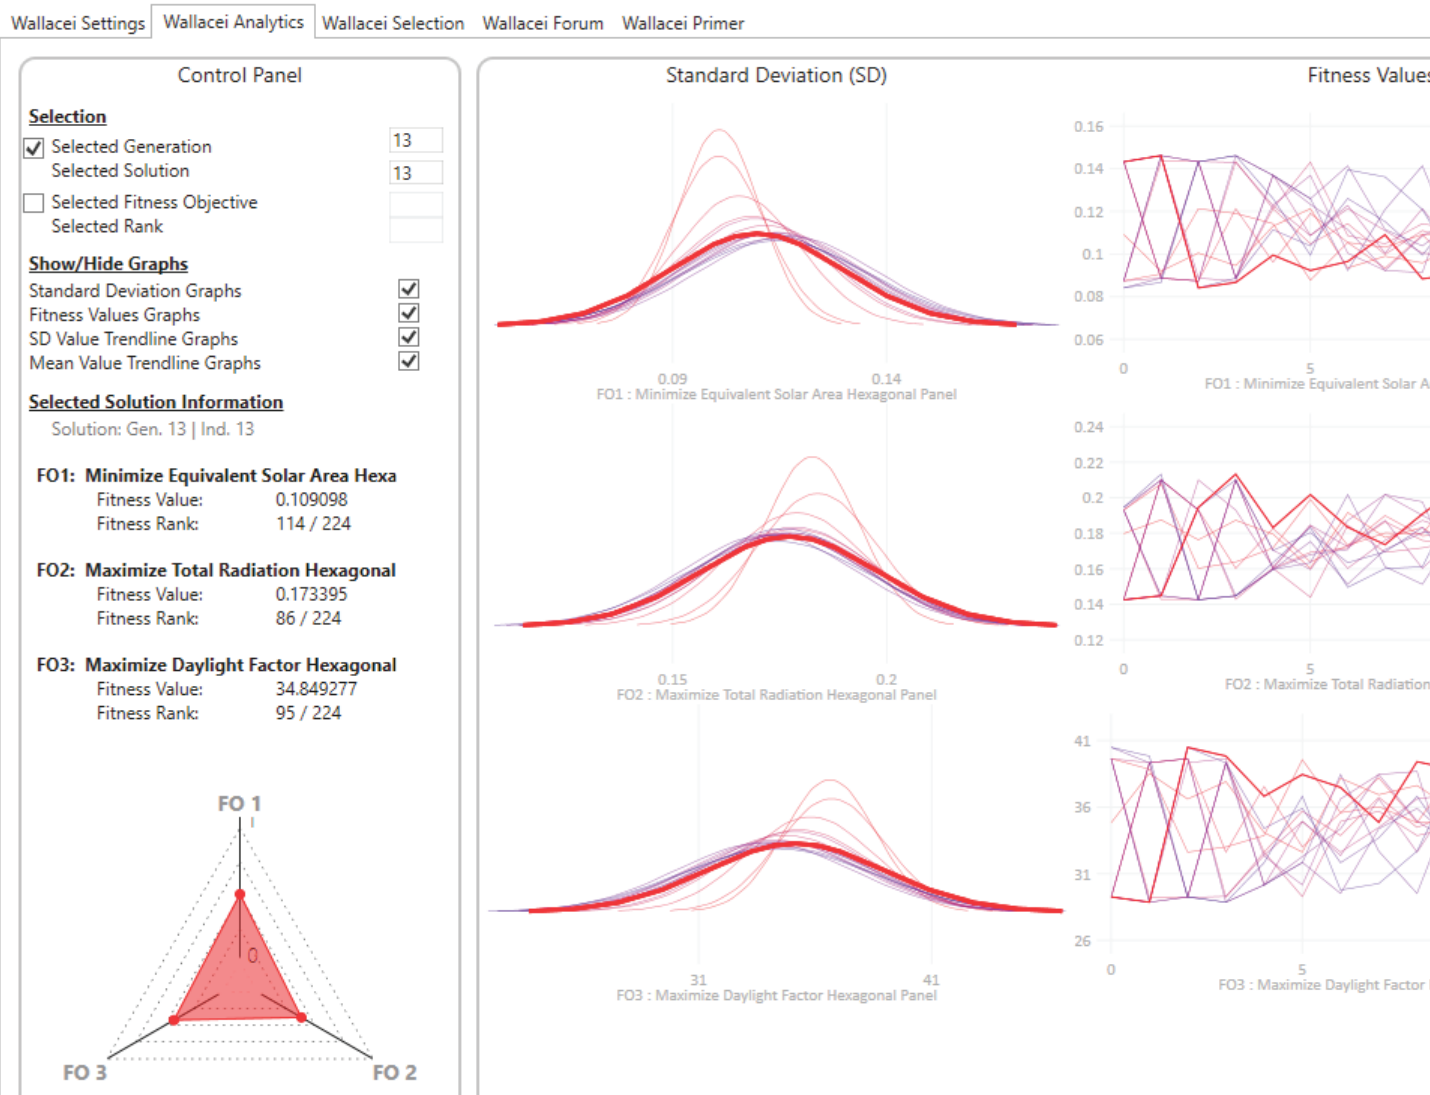 Wallacei Settings Wallacei Analytics Wallacei Selection Wallacei Forum Wallacei Primer
Control Panel
Selection
Selected Generation 13
Selected Solution 13
Selected Fitness Objective
Selected Rank
Show/Hide Graphs
Standard Deviation Graphs
Fitness Values Graphs
SD Value Trendline Graphs
Mean Value Trendline Graphs
Selected Solution Information
Solution: Gen. 13 | Ind. 13
FO1: Minimize Equivalent Solar Area Hexa
Fitness Value: 0.109098
Fitness Rank: 114 / 224
FO2: Maximize Total Radiation Hexagonal
Fitness Value: 0.173395
Fitness Rank: 86 / 224
FO3: Maximize Daylight Factor Hexagonal
Fitness Value: 34.849277
Fitness Rank: 95 / 224
FO 1
1
0
FO 3 FO 2
Standard Deviation (SD)
0.09 0.14
FO1 : Minimize Equivalent Solar Area Hexagonal Panel
0.15 0.2
FO2 : Maximize Total Radiation Hexagonal Panel
31 41
FO3 : Maximize Daylight Factor Hexagonal Panel
Fitness Values
0.16
0.14
0.12
0.1
0.08
0.06
0 5
FO1 : Minimize Equivalent Solar A
0.24
0.22
0.2
0.18
0.16
0.14
0.12
0 5
FO2 : Maximize Total Radiation
41
36
31
26
0 5
FO3 : Maximize Daylight Factor